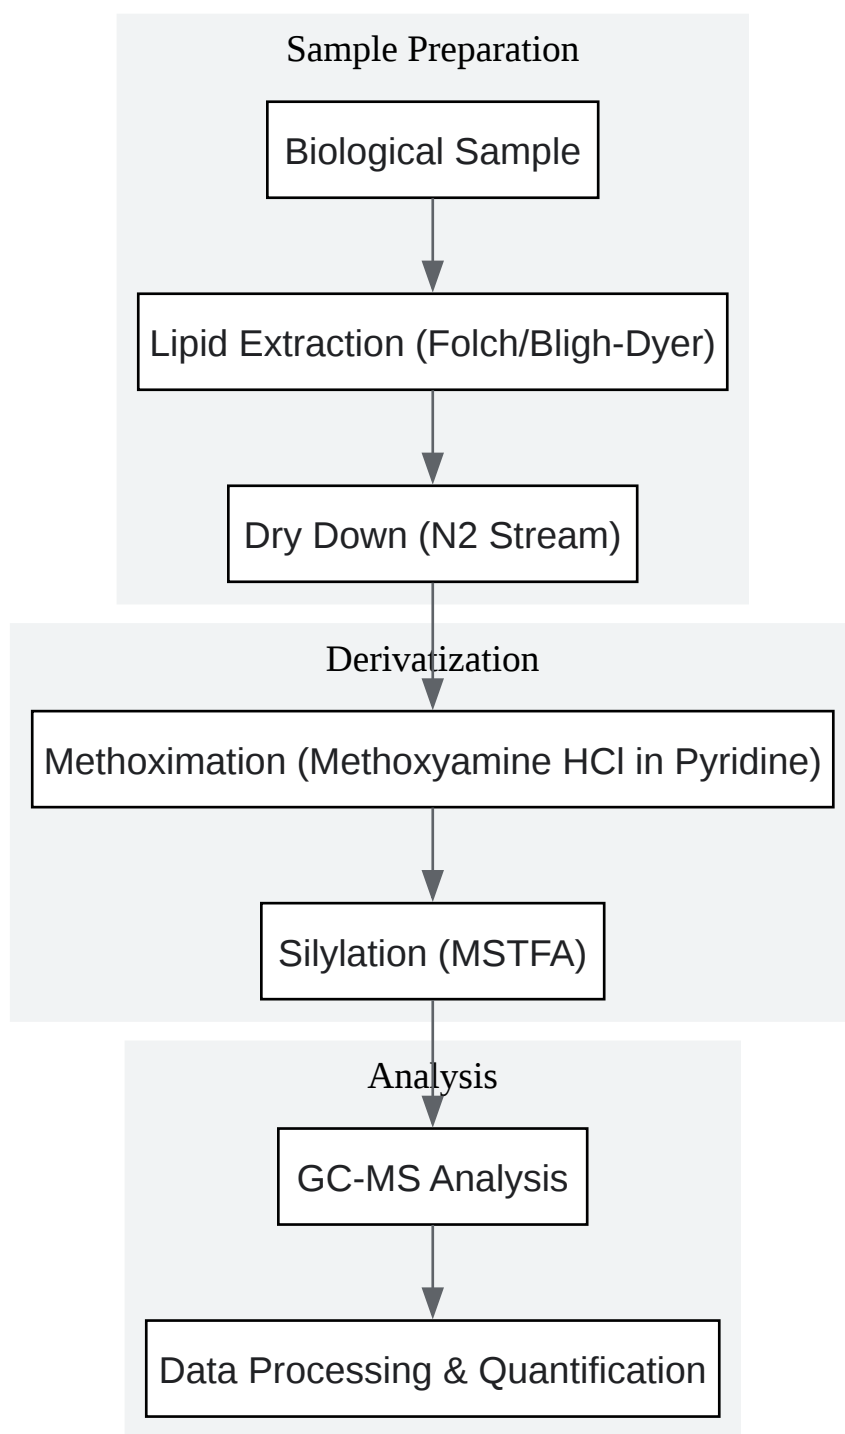 Sample Preparation
Biological Sample
Lipid Extraction (Folch/Bligh-Dyer)
Dry Down (N2 Stream)
Derivatization
Methoximation (Methoxyamine HCl in Pyridine)
Silylation (MSTFA)
Analysis
GC-MS Analysis
Data Processing & Quantification